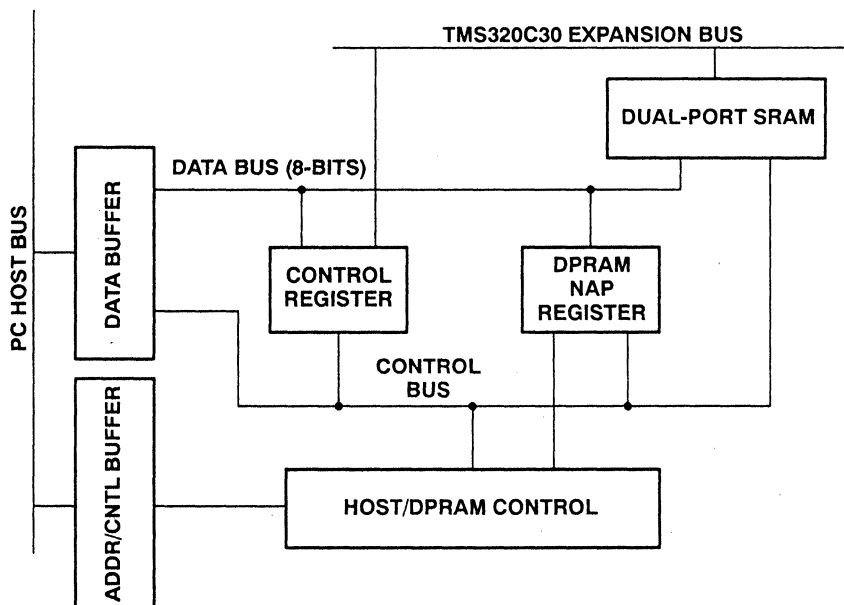 TMS320C30 EXPANSION BUS
DUAL-PORT SRAM
DATA BUS (8-BITS)
PC HOST BUS
DATA BUFFER
CONTROL
REGISTER
DPRAM
NAP
REGISTER
CONTROL
BUS
ADDR/CNTL BUFFER
HOST/DPRAM CONTROL